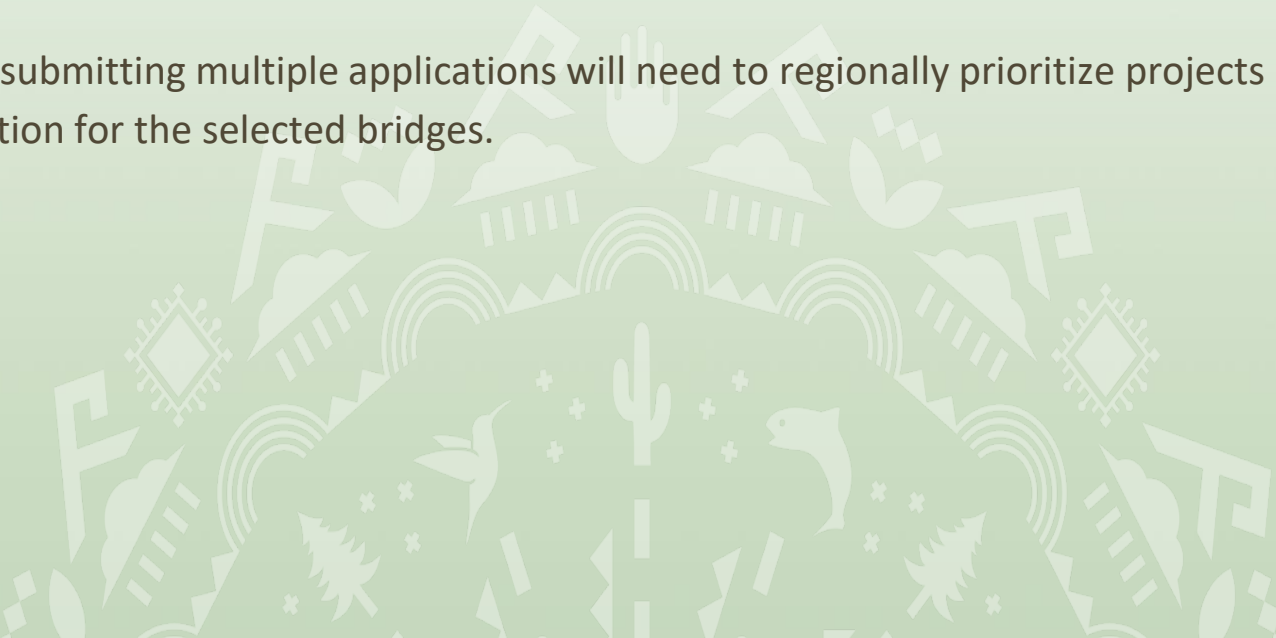 submitting multiple applications will need to regionally prioritize projects
tion for the selected bridges.